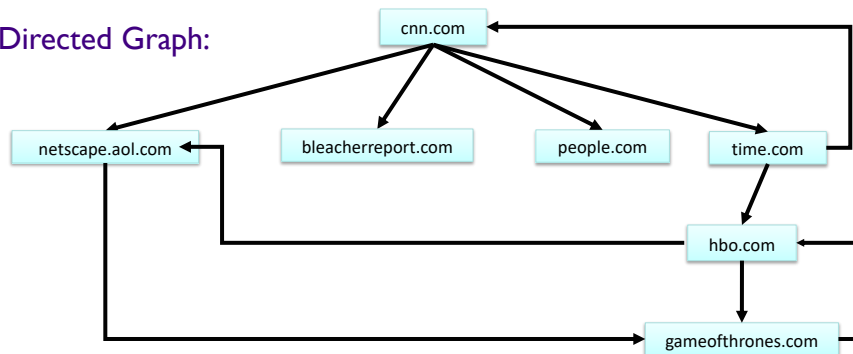 Directed Graph:
cnn.com
netscape.aol.com
bleacherreport.com
people.com
time.com
hbo.com
gameofthrones.com